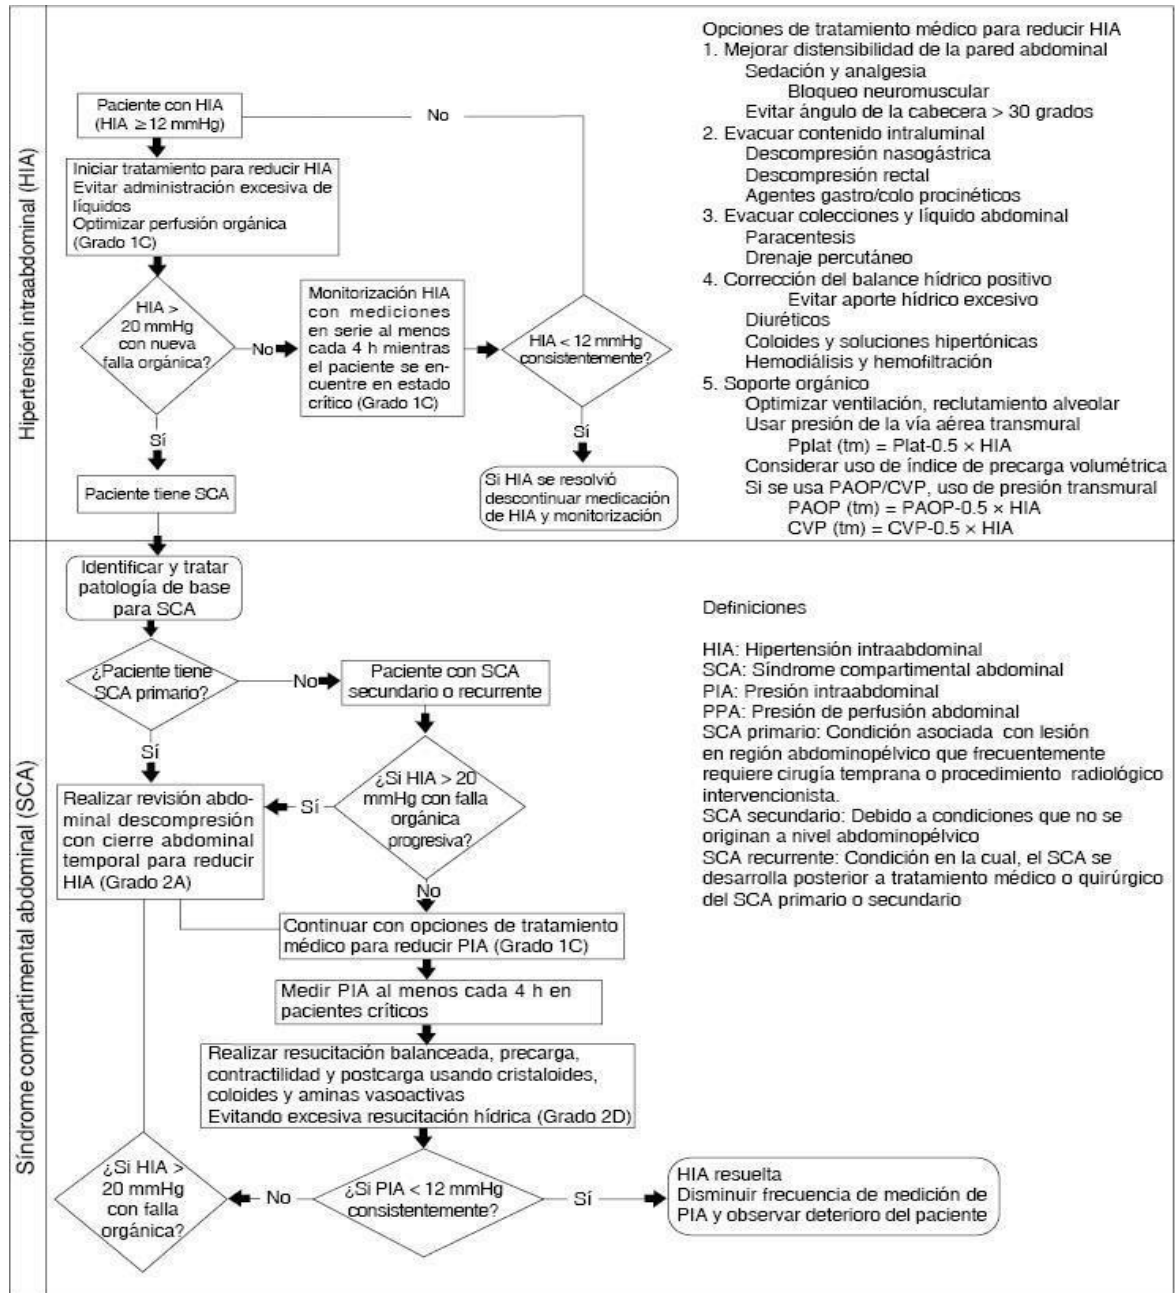 Hipertensión intraabdominal (HIA)
Paciente con HIA
(HIA ≥12 mmHg)
No
Iniciar tratamiento para reducir HIA
Evitar administración excesiva de
líquidos
Optimizar perfusión orgánica
(Grado 1C)
HIA >
20 mmHg
con nueva
falla orgánica?
No
Monitorización HIA
con mediciones
en serie al menos
cada 4 h mientras
el paciente se en-
cuentre en estado
crítico (Grado 1C)
HIA < 12 mmHg
consistentemente?
Sí
Sí
Paciente tiene SCA
Si HIA se resolvió
descontinuar medicación
de HIA y monitorización
Opciones de tratamiento médico para reducir HIA
1. Mejorar distensibilidad de la pared abdominal
Sedación y analgesia
Bloqueo neuromuscular
Evitar ángulo de la cabecera > 30 grados
2. Evacuar contenido intraluminal
Descompresión nasogástrica
Descompresión rectal
Agentes gastro/colo procinéticos
3. Evacuar colecciones y líquido abdominal
Paracentesis
Drenaje percutáneo
4. Corrección del balance hídrico positivo
Evitar aporte hídrico excesivo
Diuréticos
Coloides y soluciones hipertónicas
Hemodiálisis y hemofiltración
5. Soporte orgánico
Optimizar ventilación, reclutamiento alveolar
Usar presión de la vía aérea transmural
Pplat (tm) = Plat-0.5 × HIA
Considerar uso de índice de precarga volumétrica
Si se usa PAOP/CVP, uso de presión transmural
PAOP (tm) = PAOP-0.5 × HIA
CVP (tm) = CVP-0.5 × HIA
Síndrome compartimental abdominal (SCA)
Identificar y tratar
patología de base
para SCA
¿Paciente tiene
SCA primario?
No
Paciente con SCA
secundario o recurrente
Sí
¿Si HIA > 20
mmHg con falla
orgánica
progresiva?
Sí
Realizar revisión abdo-
minal descompresión
con cierre abdominal
temporal para reducir
HIA (Grado 2A)
No
Continuar con opciones de tratamiento
médico para reducir PIA (Grado 1C)
Medir PIA al menos cada 4 h en
pacientes críticos
Realizar resucitación balanceada, precarga,
contractilidad y postcarga usando cristaloides,
coloides y aminas vasoactivas
Evitando excesiva resucitación hídrica (Grado 2D)
¿Si PIA < 12 mmHg
consistentemente?
No
¿Si HIA >
20 mmHg
con falla
orgánica?
Sí
HIA resuelta
Disminuir frecuencia de medición de
PIA y observar deterioro del paciente
Definiciones
HIA: Hipertensión intraabdominal
SCA: Síndrome compartimental abdominal
PIA: Presión intraabdominal
PPA: Presión de perfusión abdominal
SCA primario: Condición asociada con lesión
en región abdominopélvico que frecuentemente
requiere cirugía temprana o procedimiento radiológico
intervencionista.
SCA secundario: Debido a condiciones que no se
originan a nivel abdominopélvico
SCA recurrente: Condición en la cual, el SCA se
desarrolla posterior a tratamiento médico o quirúrgico
del SCA primario o secundario